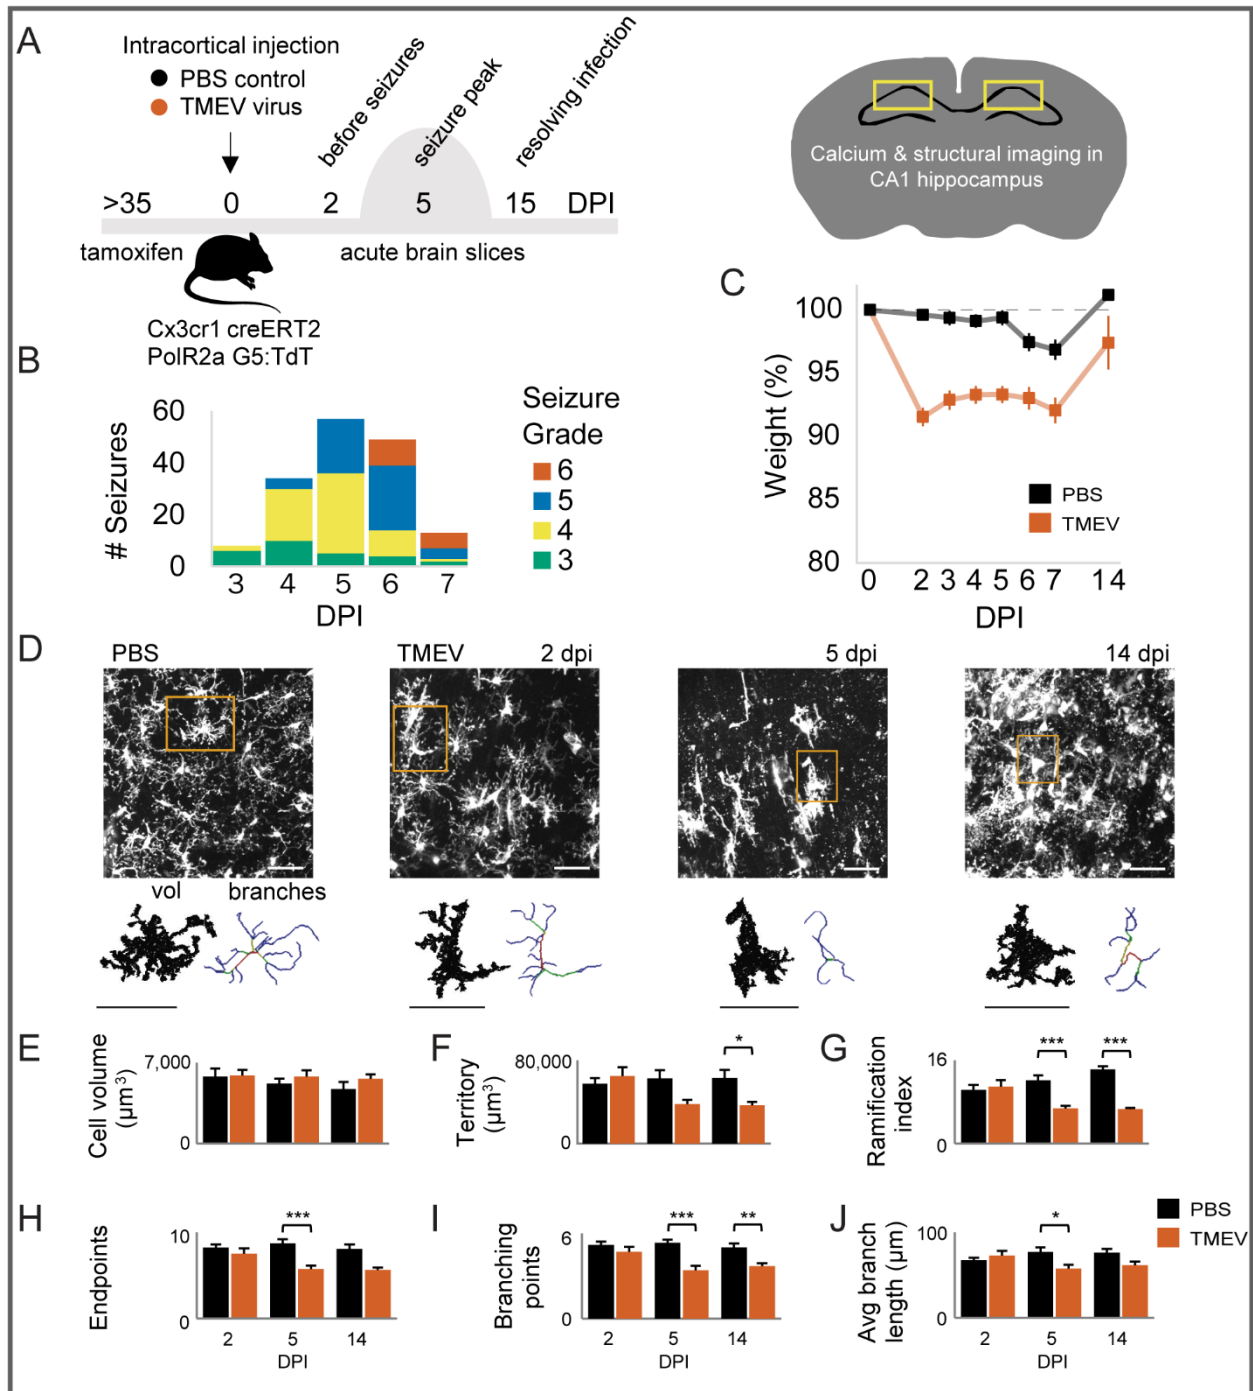 A
Intracortical injection
PBS control
TMEV virus
before seizures
seizure peak
resolving infection
>35 0 2 5 15 DPI
tamoxifen
acute brain slices
Cx3cr1 creERT2
PolR2a G5:TdT
Calcium & structural imaging in
CA1 hippocampus
B
# Seizures
60
40
20
0
3 4 5 6 7
DPI
Seizure
Grade
6
5
4
3
C
Weight (%)
100
95
90
85
80
PBS
TMEV
0 2 3 4 5 6 7 14
DPI
D
PBS
TMEV 2 dpi
5 dpi
14 dpi
vol branches
E
Cell volume
(µm³)
7,000
0
F
Territory
(µm³)
80,000
0
*
G
Ramification
index
16
0
*** ***
H
Endpoints
10
0
***
2 5 14
DPI
I
Branching
points
6
0
*** **
2 5 14
DPI
J
Avg branch
length (µm)
100
0
*
2 5 14
DPI
PBS
TMEV